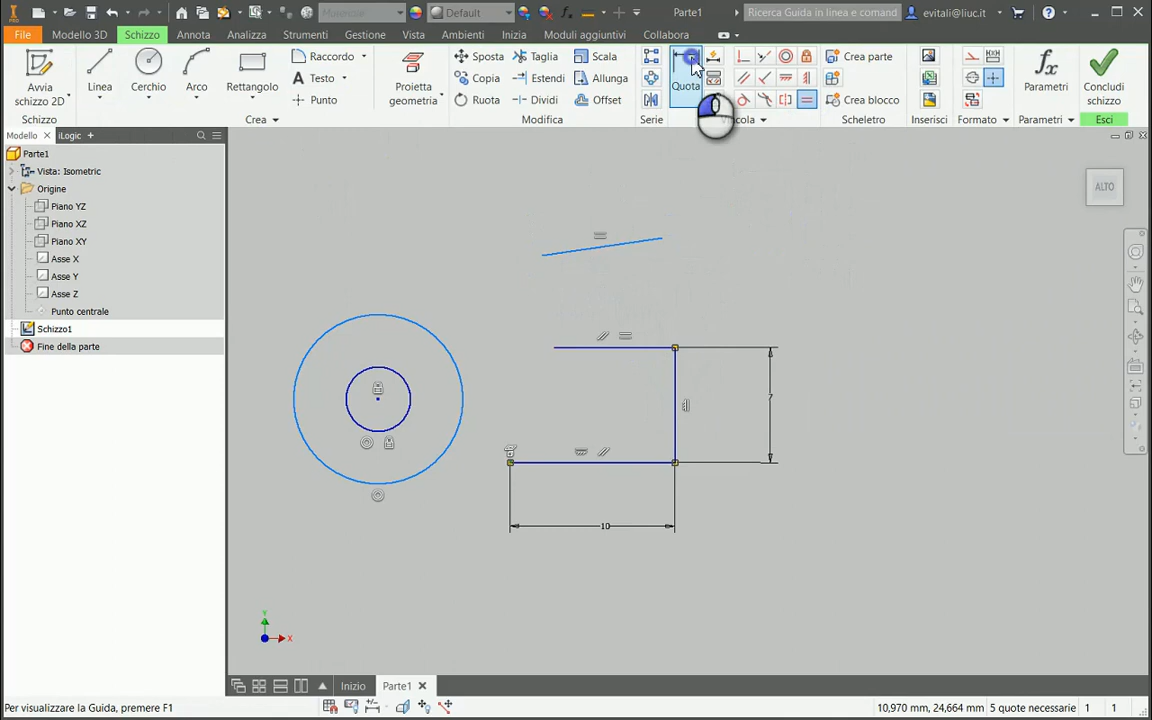 Materiale
Default
Parte1
Ricerca Guida in linea e comand
evitali@liuc.it
File
Modello 3D
Schizzo
Annota
Analizza
Strumenti
Gestione
Vista
Ambienti
Inizia
Moduli aggiuntivi
Collabora
Avvia
schizzo 2D
Linea
Cerchio
Arco
Rettangolo
Raccordo
Testo
Punto
Proietta
geometria
Sposta
Copia
Ruota
Taglia
Estendi
Dividi
Scala
Allunga
Offset
Quota
Crea parte
Crea blocco
Parametri
Concludi
schizzo
Schizzo
Crea
Modifica
Serie
Scheletro
Inserisci
Formato
Parametri
Esci
Modello
iLogic
Parte1
Vista: Isometric
Origine
Piano YZ
Piano XZ
Piano XY
Asse X
Asse Y
Asse Z
Punto centrale
Schizzo1
Fine della parte
ALTO
7
10
Y
X
Inizio
Parte1
Per visualizzare la Guida, premere F1
10,970 mm, 24,664 mm
5 quote necessarie
1
1